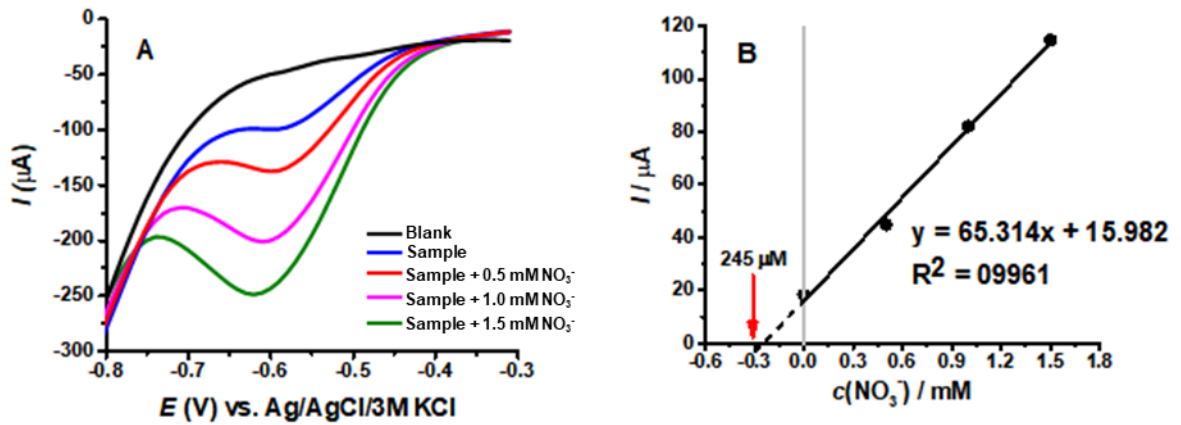 A
0
-50
-100
-150
-200
-250
-300
I (µA)
-0.8
-0.7
-0.6
-0.5
-0.4
-0.3
E (V) vs. Ag/AgCl/3M KCl
Blank
Sample
Sample + 0.5 mM NO₃⁻
Sample + 1.0 mM NO₃⁻
Sample + 1.5 mM NO₃⁻
B
120
100
80
60
40
20
0
I / µA
245 µM
y = 65.314x + 15.982
R² = 09961
-0.6
-0.3
0.0
0.3
0.6
0.9
1.2
1.5
1.8
c(NO₃⁻) / mM